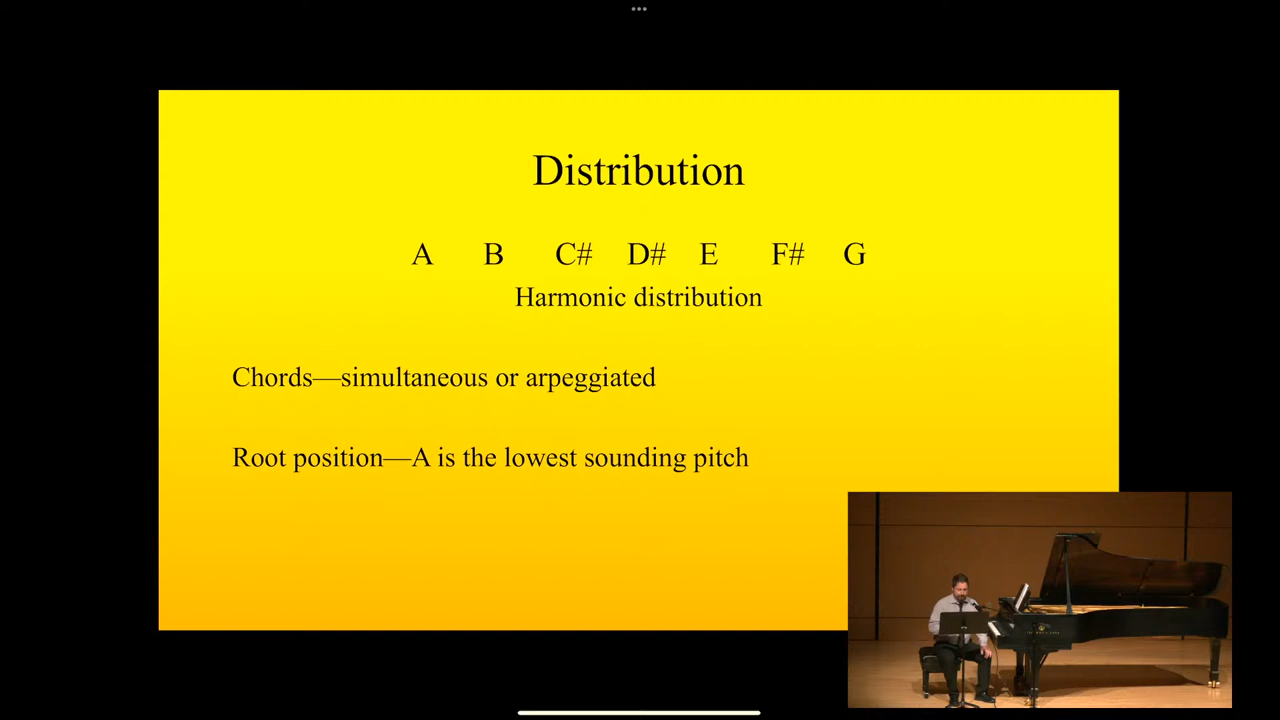 Distribution
A B C# D# E F# G
Harmonic distribution
Chords—simultaneous or arpeggiated
Root position—A is the lowest sounding pitch